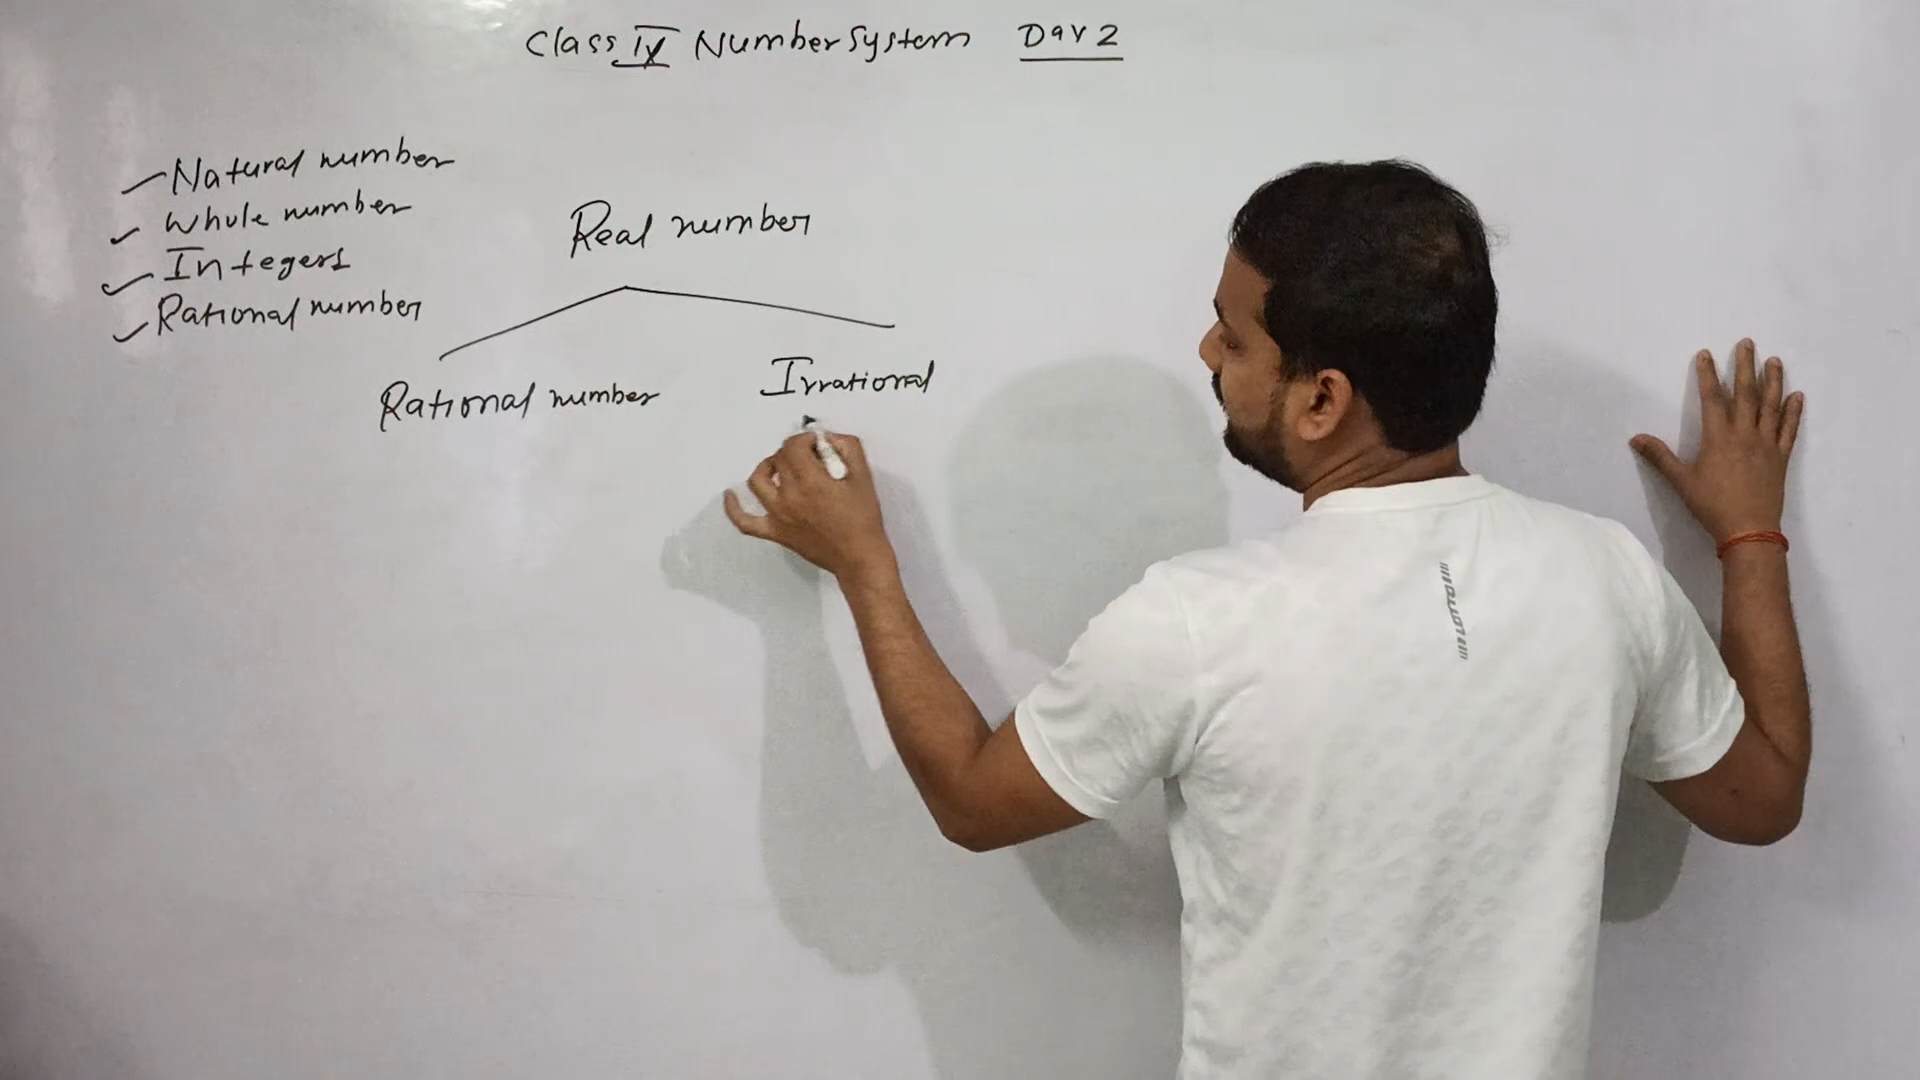 Class IX Number System Day 2
Natural number
Whole number
Integers
Rational number
Real number
Rational number
Irrational